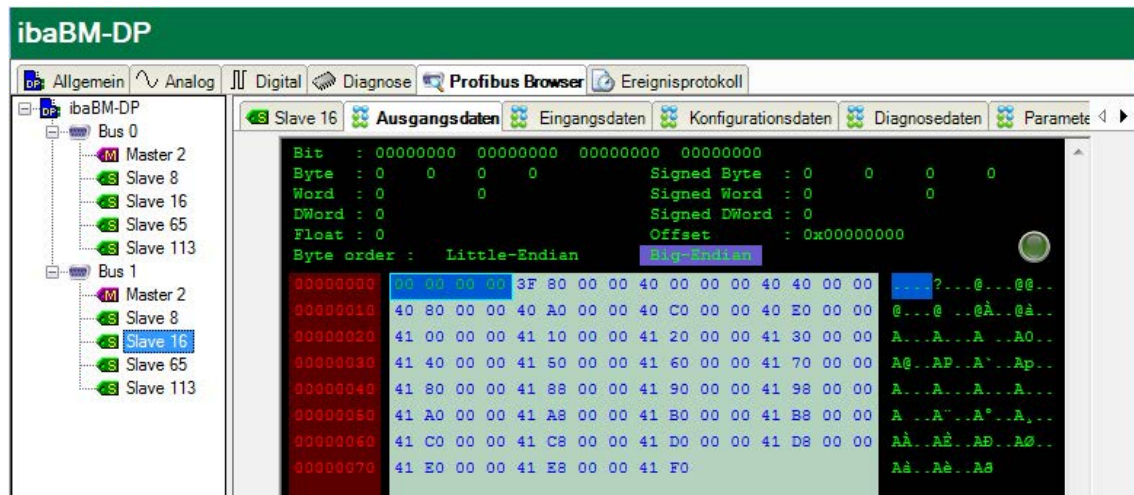 ibaBM-DP
Allgemein Analog Digital Diagnose Profibus Browser Ereignisprotokoll
ibaBM-DP
Bus 0
Master 2
Slave 8
Slave 16
Slave 65
Slave 113
Bus 1
Master 2
Slave 8
Slave 16
Slave 65
Slave 113
Slave 16 Ausgangsdaten Eingangsdaten Konfigurationsdaten Diagnosedaten Paramete
Bit : 00000000 00000000 00000000 00000000
Byte : 0 0 0 0 Signed Byte : 0 0 0 0
Word : 0 0 Signed Word : 0 0
DWord : 0 Signed DWord : 0
Float : 0 Offset : 0x00000000
Byte order : Little-Endian Big-Endian
00000000 00 00 00 00 3F 80 00 00 40 00 00 00 40 40 00 00 ....?...@...@@..
00000010 40 80 00 00 40 A0 00 00 40 C0 00 00 40 E0 00 00 @...@ ..@À..@à..
00000020 41 00 00 00 41 10 00 00 41 20 00 00 41 30 00 00 A...A...A ..A0..
00000030 41 40 00 00 41 50 00 00 41 60 00 00 41 70 00 00 A@..AP..A`..Ap..
00000040 41 80 00 00 41 88 00 00 41 90 00 00 41 98 00 00 A...A...A...A...
00000050 41 A0 00 00 41 A8 00 00 41 B0 00 00 41 B8 00 00 A ..A¨..A°..A¸..
00000060 41 C0 00 00 41 C8 00 00 41 D0 00 00 41 D8 00 00 AÀ..AÈ..AÐ..AØ..
00000070 41 E0 00 00 41 E8 00 00 41 F0 Aà..Aè..Að